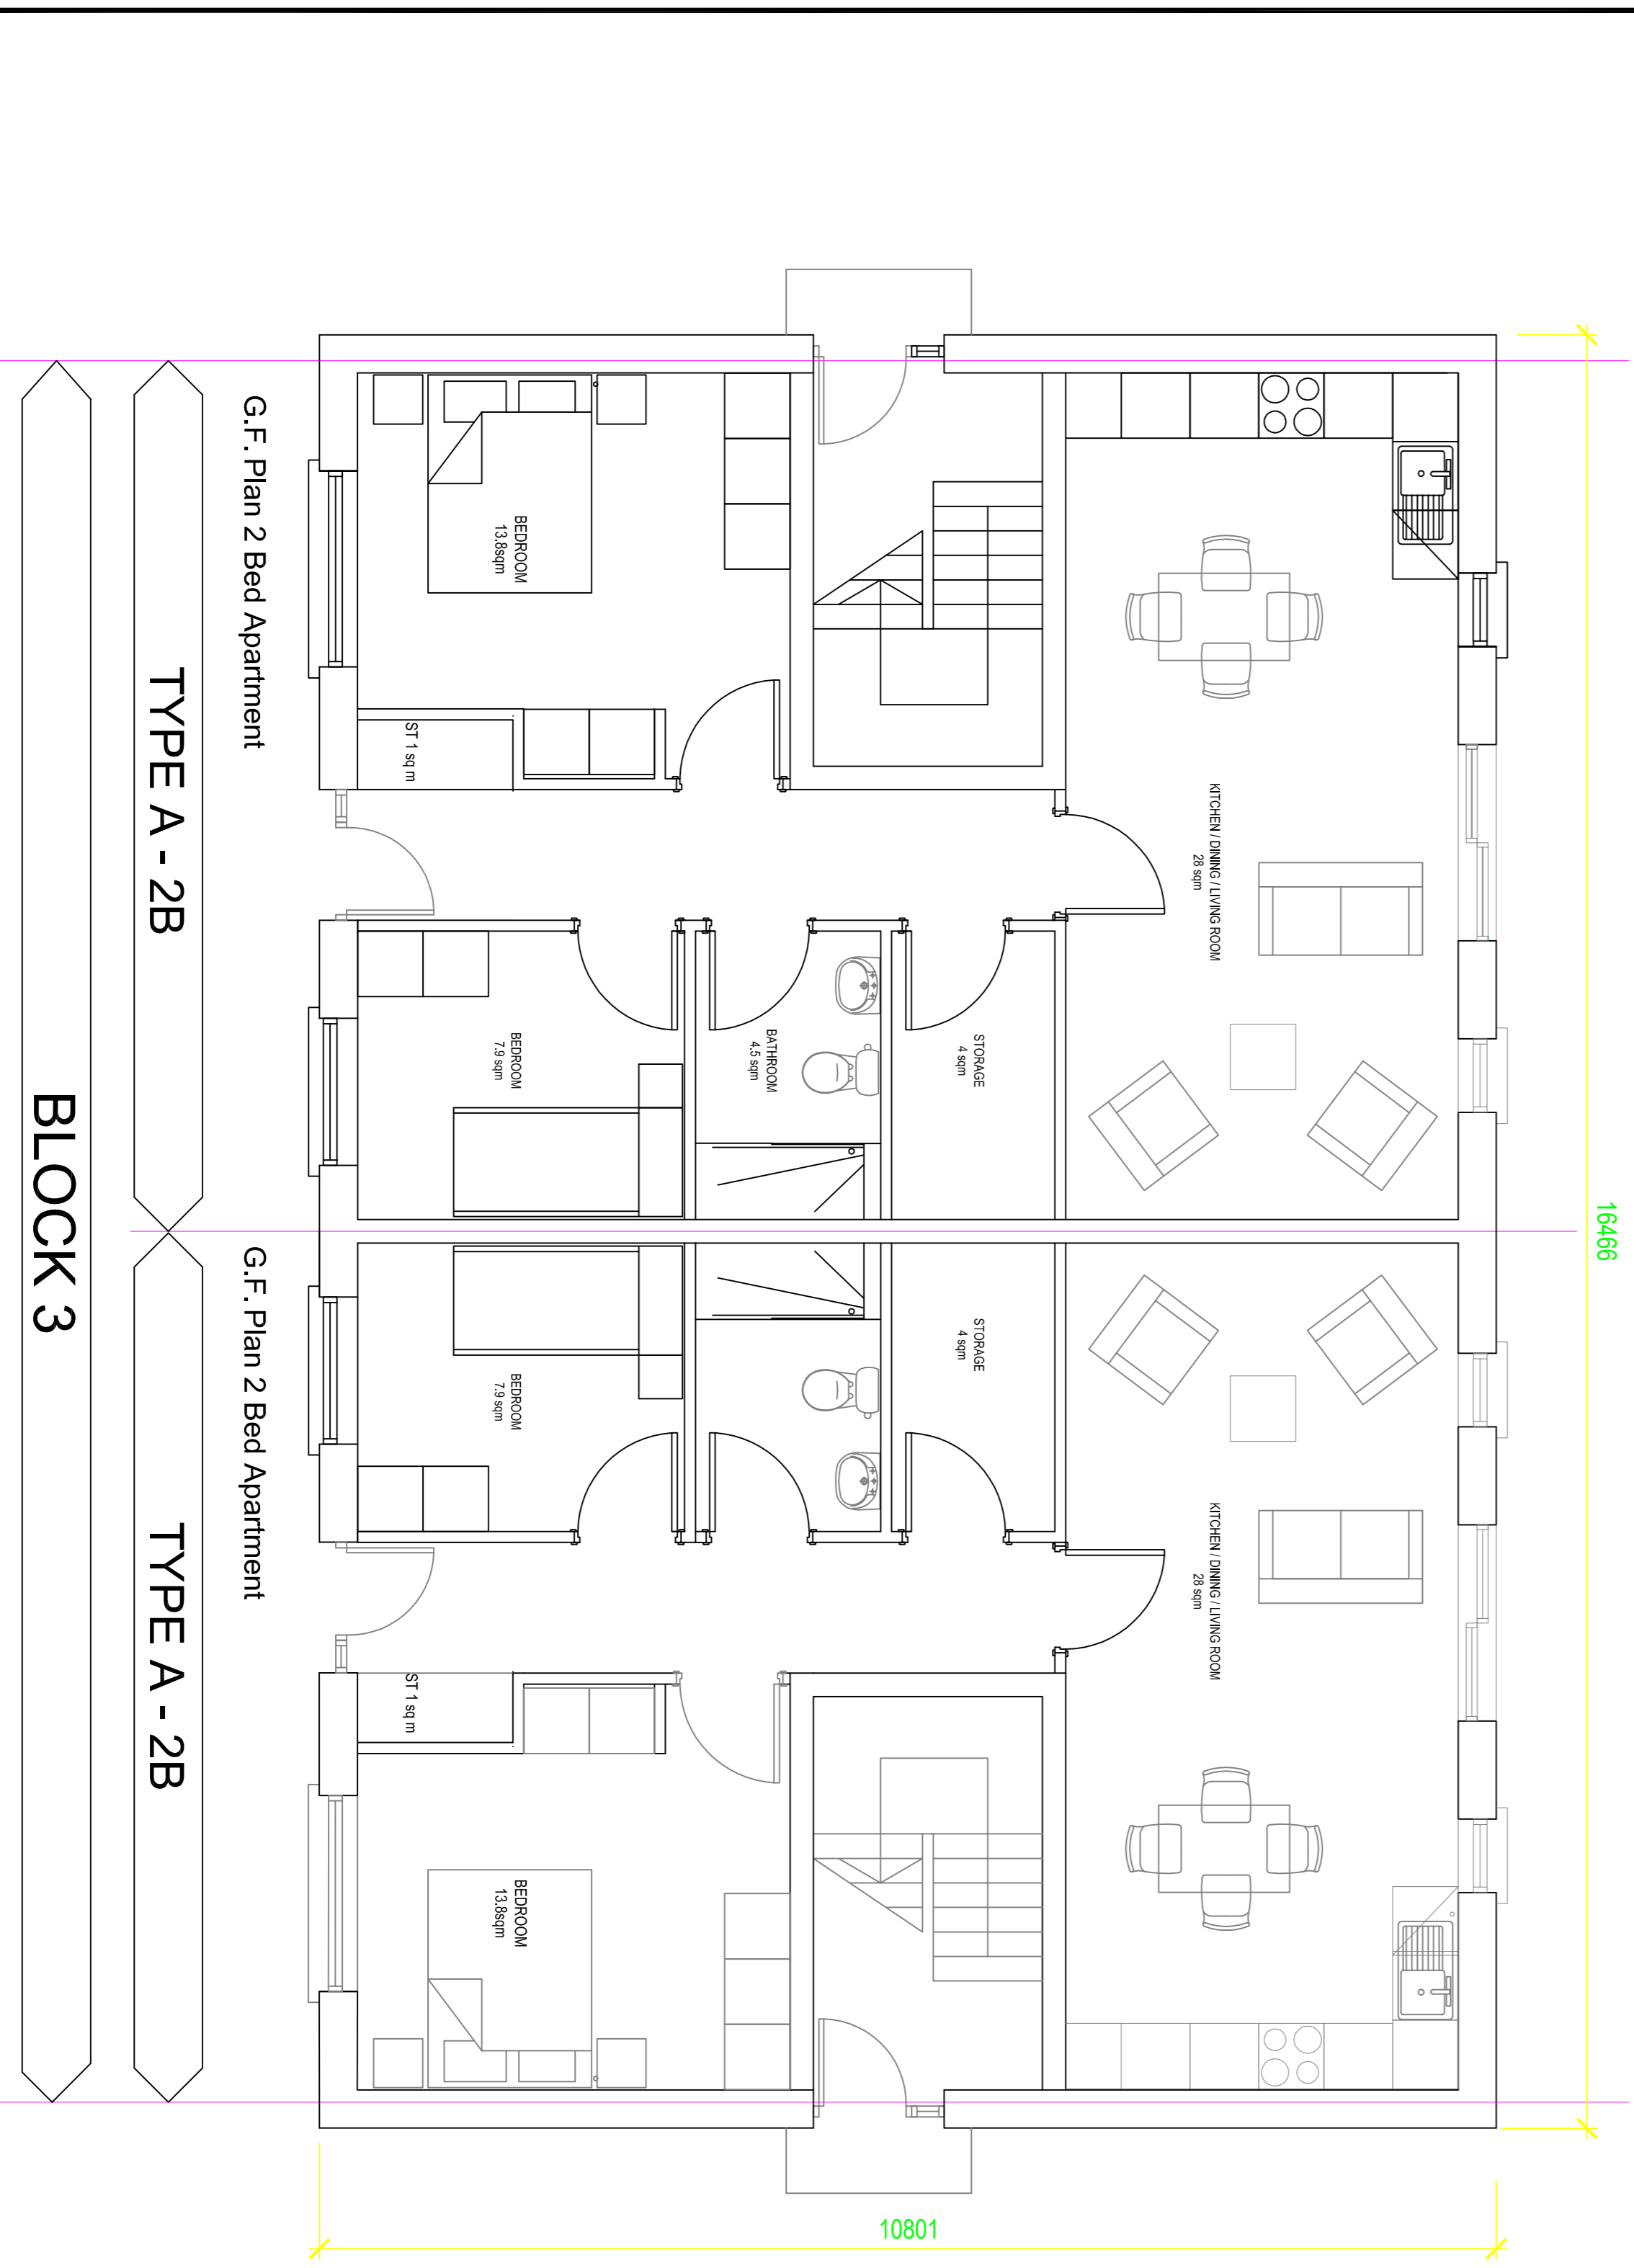 16466
KITCHEN / DINING / LIVING ROOM
28 sqm
KITCHEN / DINING / LIVING ROOM
28 sqm
STORAGE
4 sqm
STORAGE
4 sqm
10801
BATHROOM
4.5 sqm
BEDROOM
13.8sqm
BEDROOM
7.9 sqm
BEDROOM
7.9 sqm
BEDROOM
13.8sqm
ST 1 sq m
ST 1 sq m
G.F. Plan 2 Bed Apartment
G.F. Plan 2 Bed Apartment
TYPE A - 2B
TYPE A - 2B
BLOCK 3